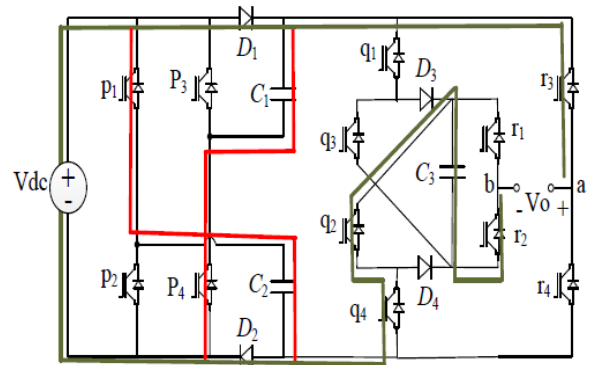 D1
q1
D3
p1
P3
C1
r3
q3
r1
Vdc
+
-
C3
b
a
- Vo +
q2
r2
p2
P4
C2
D4
r4
q4
D2